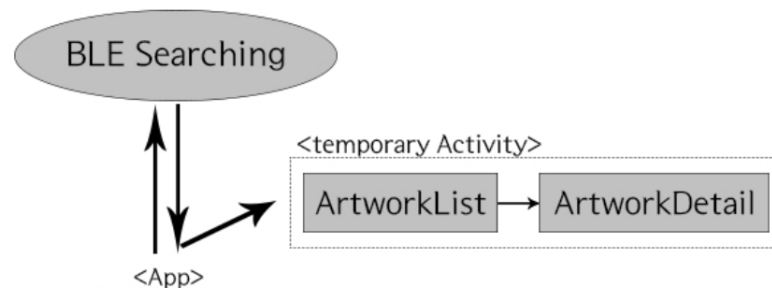 BLE Searching
<temporary Activity>
ArtworkList
ArtworkDetail
<App>